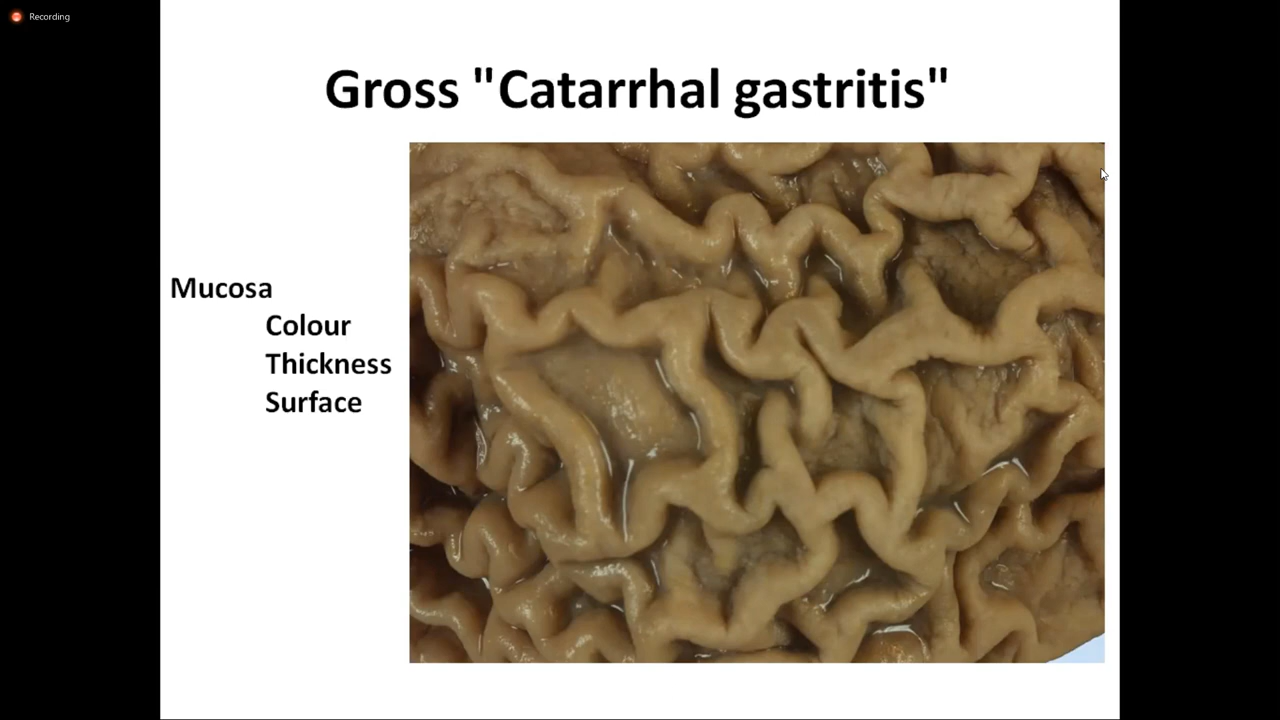 Recording
Gross "Catarrhal gastritis"
Mucosa
Colour
Thickness
Surface